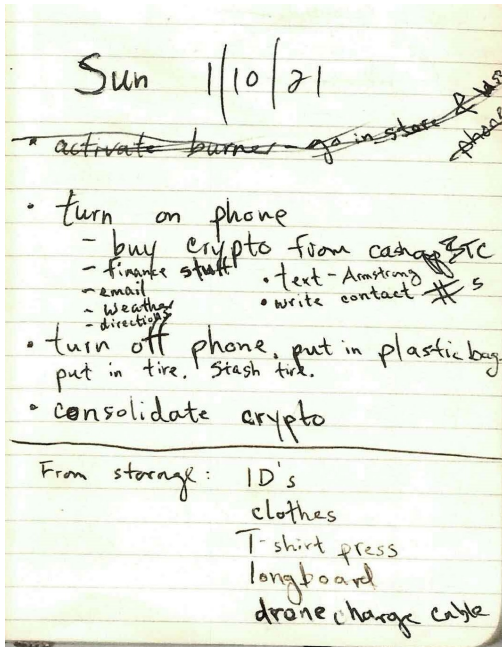 Sun 1/10/21
• activate burner - go in store
phone
• turn on phone
- buy crypto from cashapp BTC
- finance stuff
• text - Armstrong
- email
• write contact #s
- weather
- directions
• turn off phone, put in plastic bag
put in tire. Stash tire.
• consolidate crypto
From storage: ID's
clothes
T-shirt press
longboard
drone charge cable